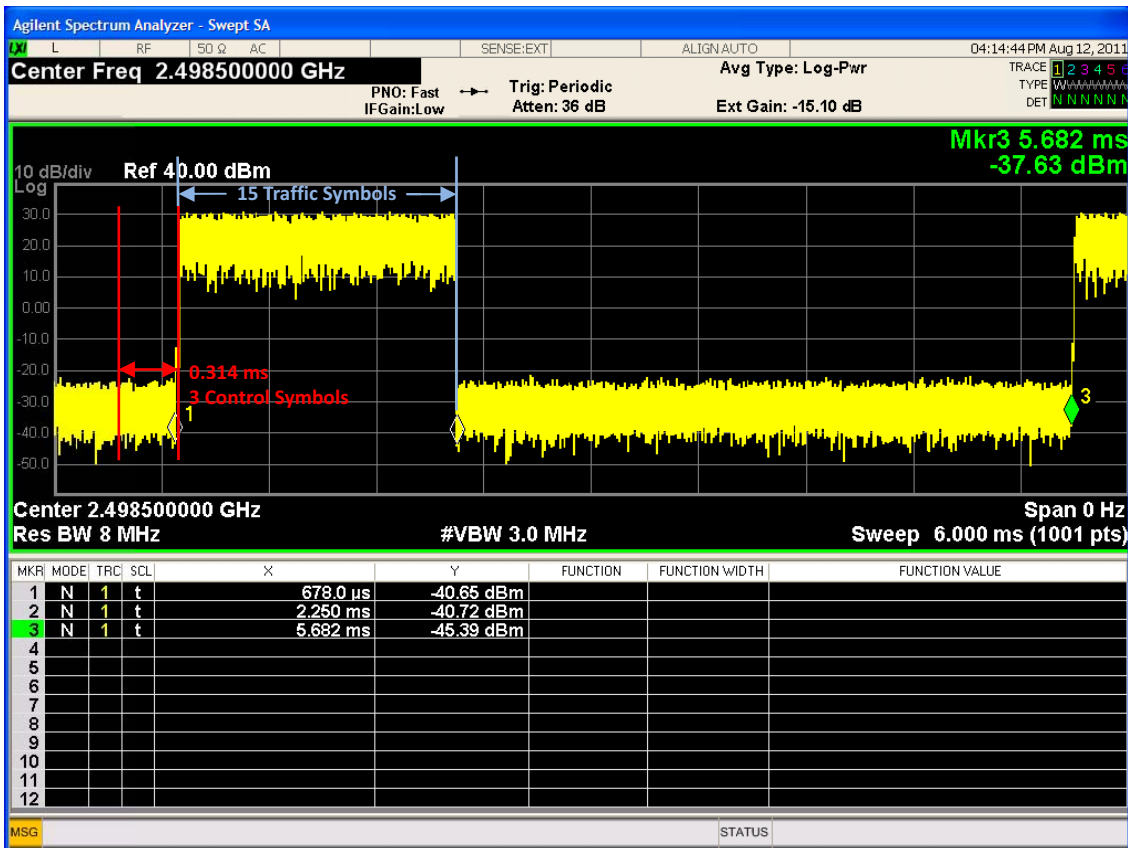 Agilent Spectrum Analyzer - Swept SA
LXI L RF 50 Ω AC SENSE:EXT ALIGN AUTO 04:14:44 PM Aug 12, 2011
Center Freq 2.498500000 GHz
PNO: Fast
IFGain:Low
Trig: Periodic
Atten: 36 dB
Avg Type: Log-Pwr
Ext Gain: -15.10 dB
TRACE 1 2 3 4 5 6
TYPE
DET N N N N N N
Mkr3 5.682 ms
-37.63 dBm
10 dB/div Ref 40.00 dBm
Log
15 Traffic Symbols
30.0
20.0
10.0
0.00
-10.0
-20.0
-30.0
-40.0
-50.0
0.314 ms
3 Control Symbols
1
3
Center 2.498500000 GHz Span 0 Hz
Res BW 8 MHz #VBW 3.0 MHz Sweep 6.000 ms (1001 pts)
MKR MODE TRC SCL X Y FUNCTION FUNCTION WIDTH FUNCTION VALUE
1 N 1 t 678.0 µs -40.65 dBm
2 N 1 t 2.250 ms -40.72 dBm
3 N 1 t 5.682 ms -45.39 dBm
4
5
6
7
8
9
10
11
12
MSG STATUS